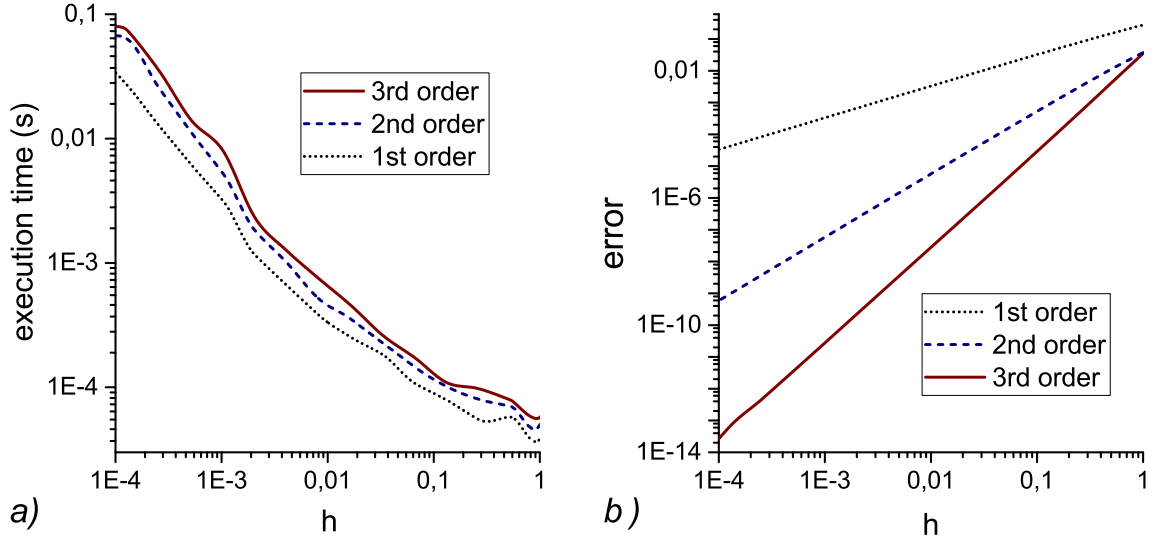 execution time (s)
0,1
0,01
1E-3
1E-4
3rd order
2nd order
1st order
1E-4 1E-3 0,01 0,1 1
h
a)
error
0,01
1E-6
1E-10
1E-14
1st order
2nd order
3rd order
1E-4 1E-3 0,01 0,1 1
h
b )